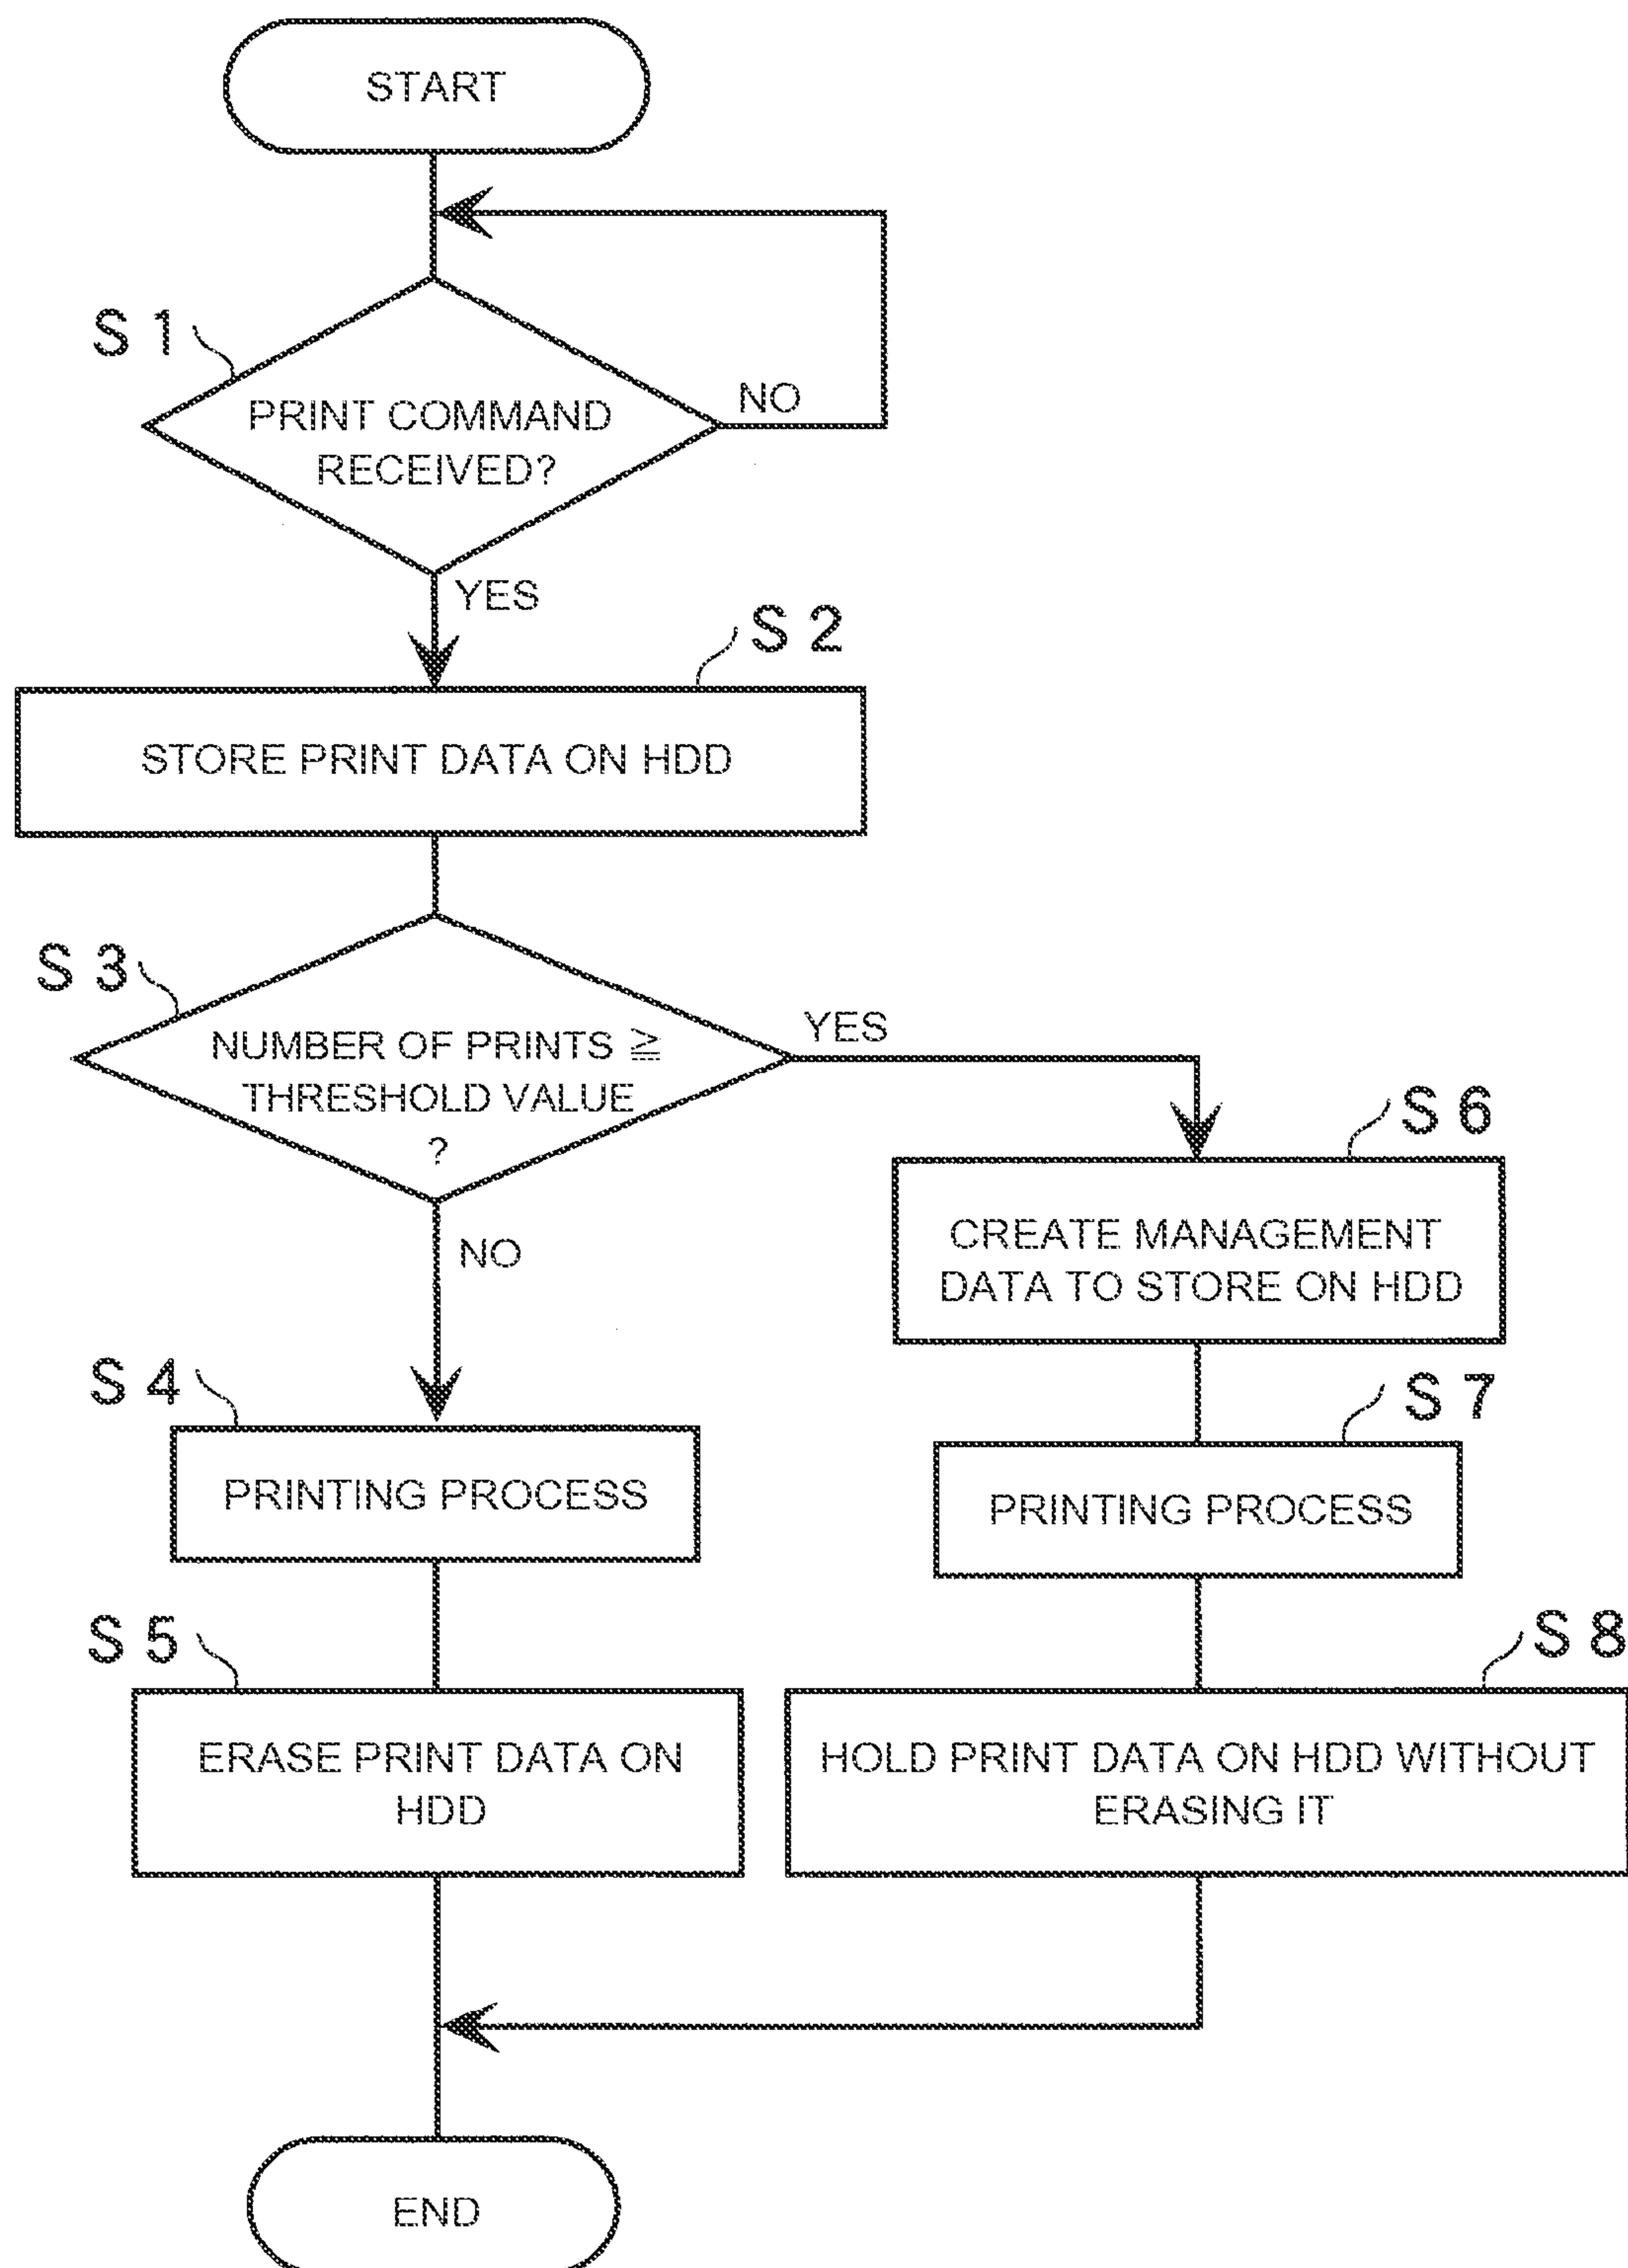 START
S 1
PRINT COMMAND
RECEIVED?
NO
YES
S 2
STORE PRINT DATA ON HDD
S 3
NUMBER OF PRINTS ≧
THRESHOLD VALUE
?
YES
NO
S 6
CREATE MANAGEMENT
DATA TO STORE ON HDD
S 4
PRINTING PROCESS
S 7
PRINTING PROCESS
S 5
ERASE PRINT DATA ON
HDD
S 8
HOLD PRINT DATA ON HDD WITHOUT
ERASING IT
END